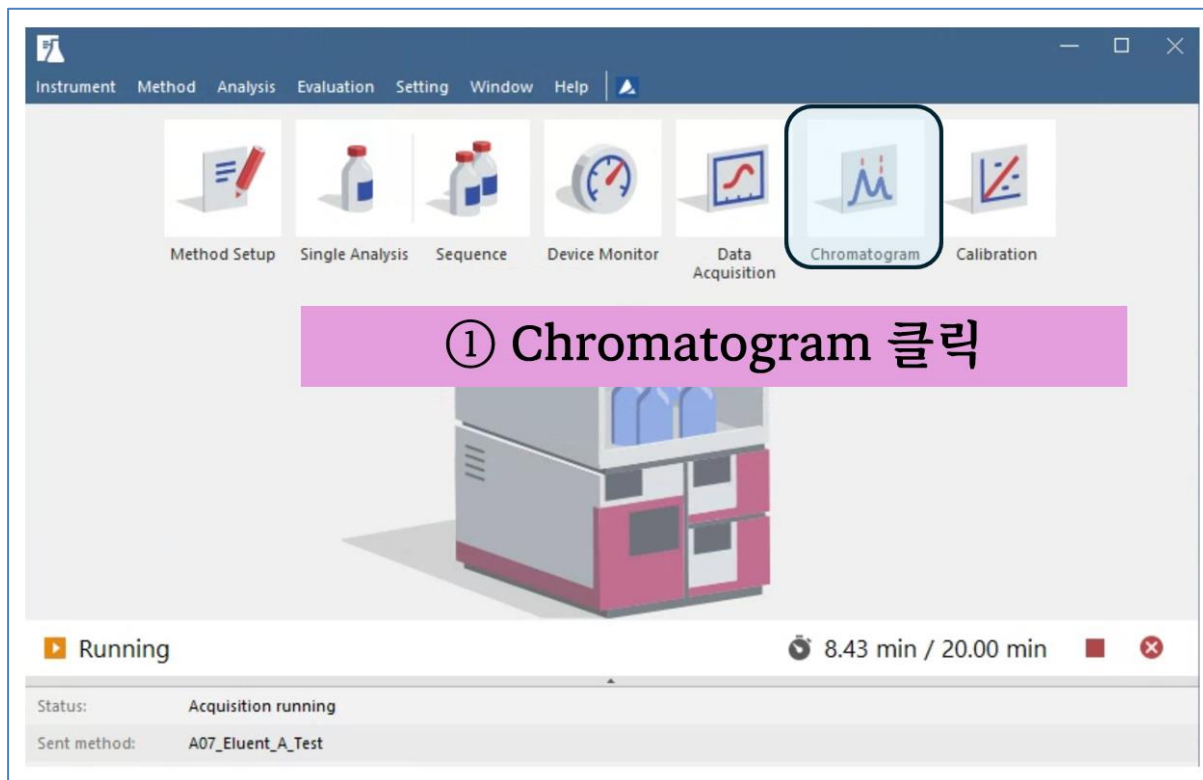 Instrument Method Analysis Evaluation Setting Window Help
Method Setup Single Analysis Sequence Device Monitor Data Acquisition Chromatogram Calibration
① Chromatogram 클릭
Running 8.43 min / 20.00 min
Status: Acquisition running
Sent method: A07_Eluent_A_Test